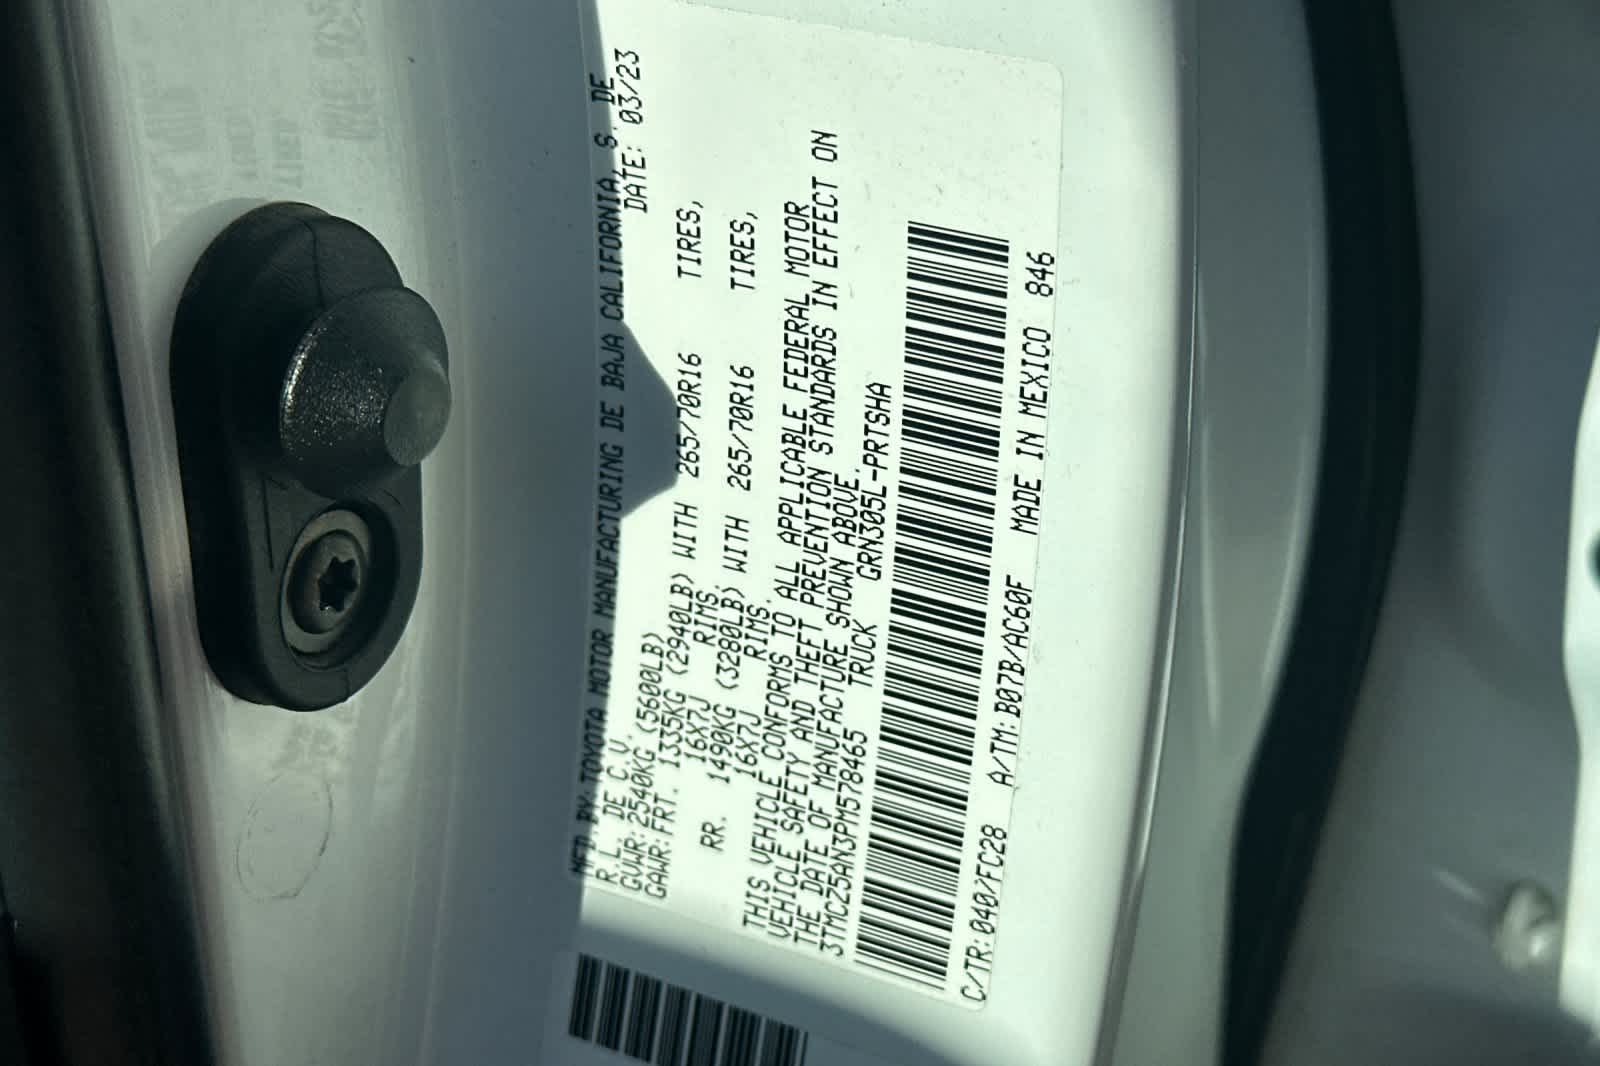 MFD.BY:TOYOTA MOTOR MANUFACTURING DE BAJA CALIFORNIA, S. DE
R.L. DE C.V. DATE: 03/23
GVWR:2540KG (5600LB)
GAWR:FRT. 1335KG (2940LB) WITH 265/70R16 TIRES,
16X7J RIMS.
RR. 1490KG (3280LB) WITH 265/70R16 TIRES,
16X7J RIMS.
THIS VEHICLE CONFORMS TO ALL APPLICABLE FEDERAL MOTOR
VEHICLE SAFETY AND THEFT PREVENTION STANDARDS IN EFFECT ON
THE DATE OF MANUFACTURE SHOWN ABOVE.
3TMCZ5AN3PM578465 TRUCK GRN305L-PRTSHA
C/TR:040/FC28 A/TM:B07B/AC60F MADE IN MEXICO 846